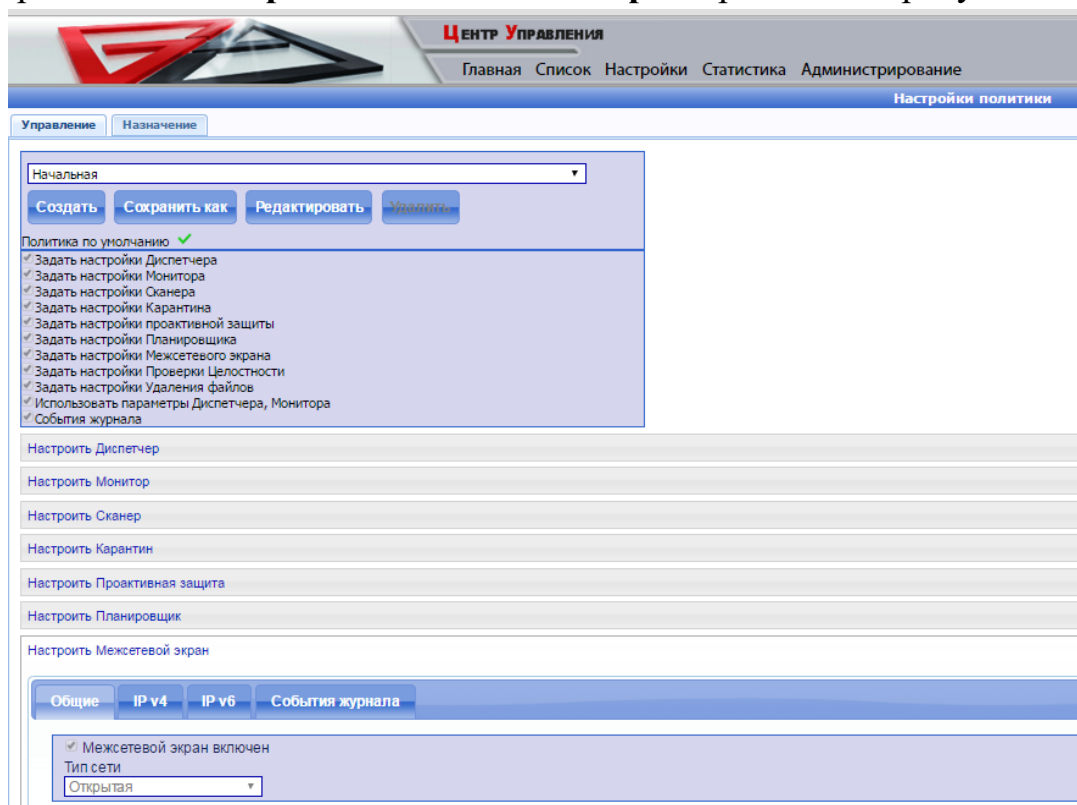 Центр Управления
Главная Список Настройки Статистика Администрирование
Настройки политики
Управление Назначение
Начальная
Создать Сохранить как Редактировать Удалить
Политика по умолчанию
Задать настройки Диспетчера
Задать настройки Монитора
Задать настройки Сканера
Задать настройки Карантина
Задать настройки проактивной защиты
Задать настройки Планировщика
Задать настройки Межсетевого экрана
Задать настройки Проверки Целостности
Задать настройки Удаления файлов
Использовать параметры Диспетчера, Монитора
События журнала
Настроить Диспетчер
Настроить Монитор
Настроить Сканер
Настроить Карантин
Настроить Проактивная защита
Настроить Планировщик
Настроить Межсетевой экран
Общие IP v4 IP v6 События журнала
Межсетевой экран включен
Тип сети
Открытая